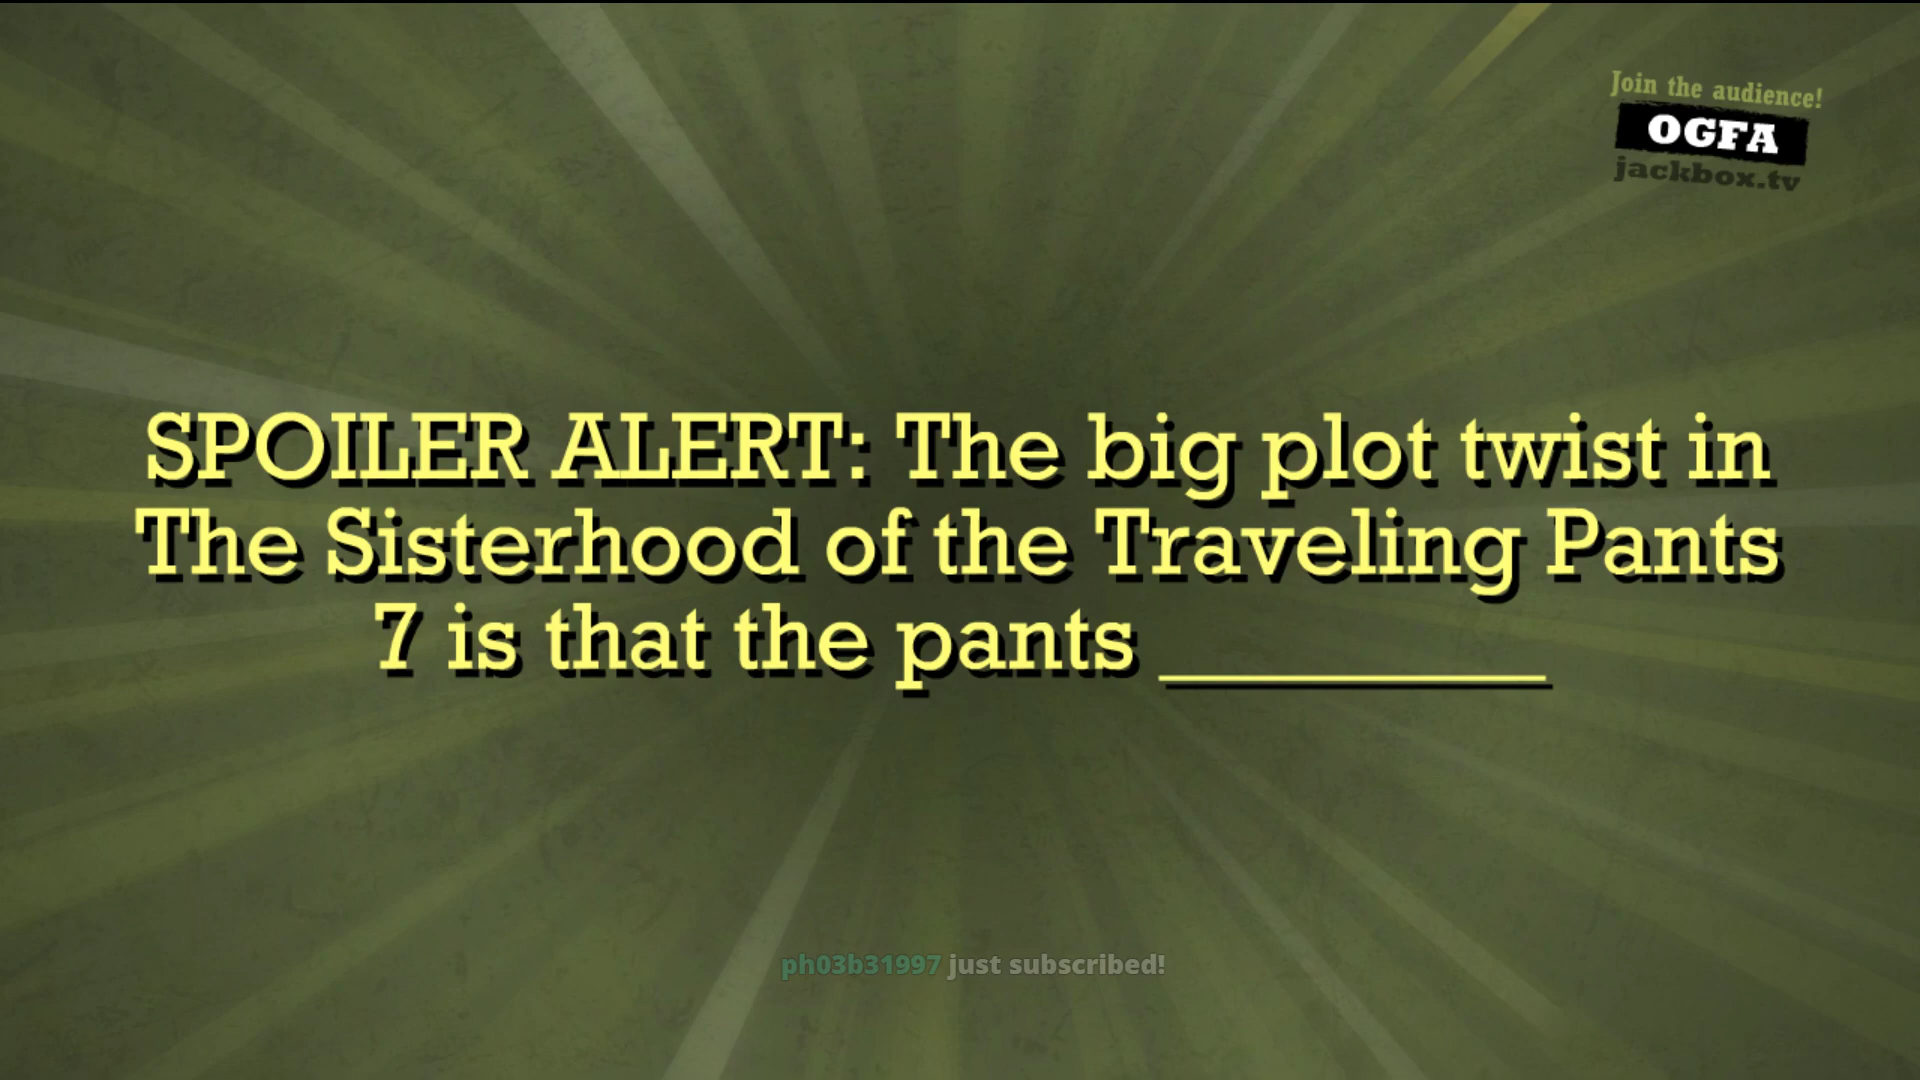 Join the audience!
OGFA
jackbox.tv
SPOILER ALERT: The big plot twist in
The Sisterhood of the Traveling Pants
7 is that the pants ________
ph03b31997 just subscribed!